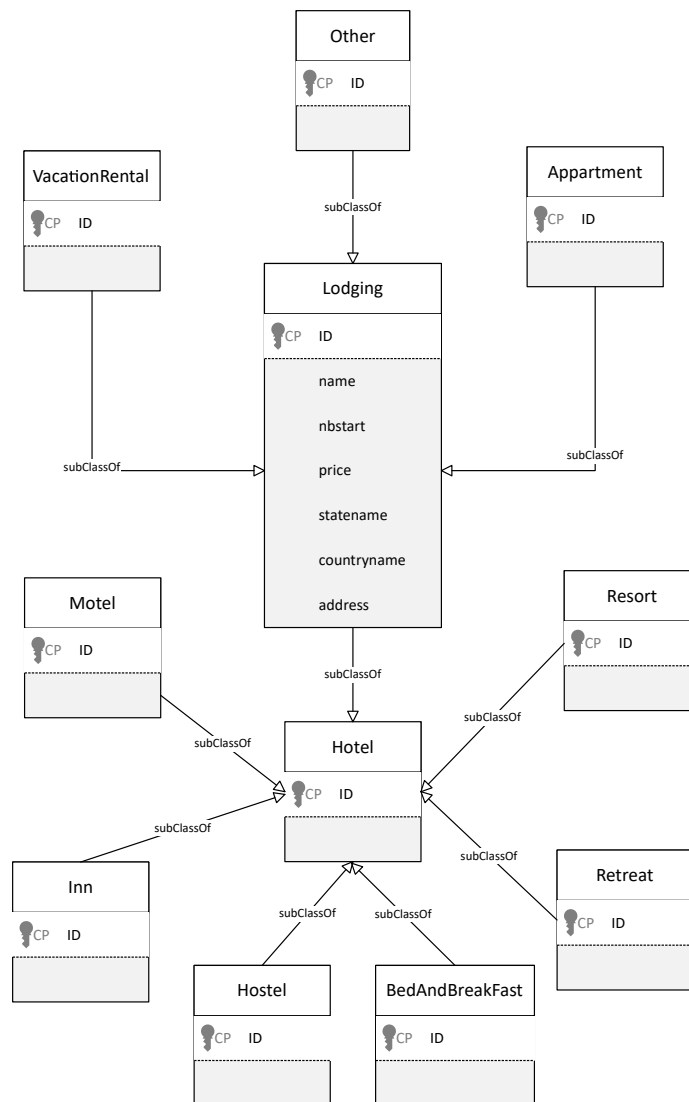 Other
CP ID
subClassOf
VacationRental
CP ID
subClassOf
Appartment
CP ID
subClassOf
Lodging
CP ID
name
nbstart
price
statename
countryname
address
subClassOf
Motel
CP ID
subClassOf
Resort
CP ID
subClassOf
Hotel
CP ID
Inn
CP ID
subClassOf
Retreat
CP ID
subClassOf
Hostel
CP ID
subClassOf
BedAndBreakFast
CP ID
subClassOf